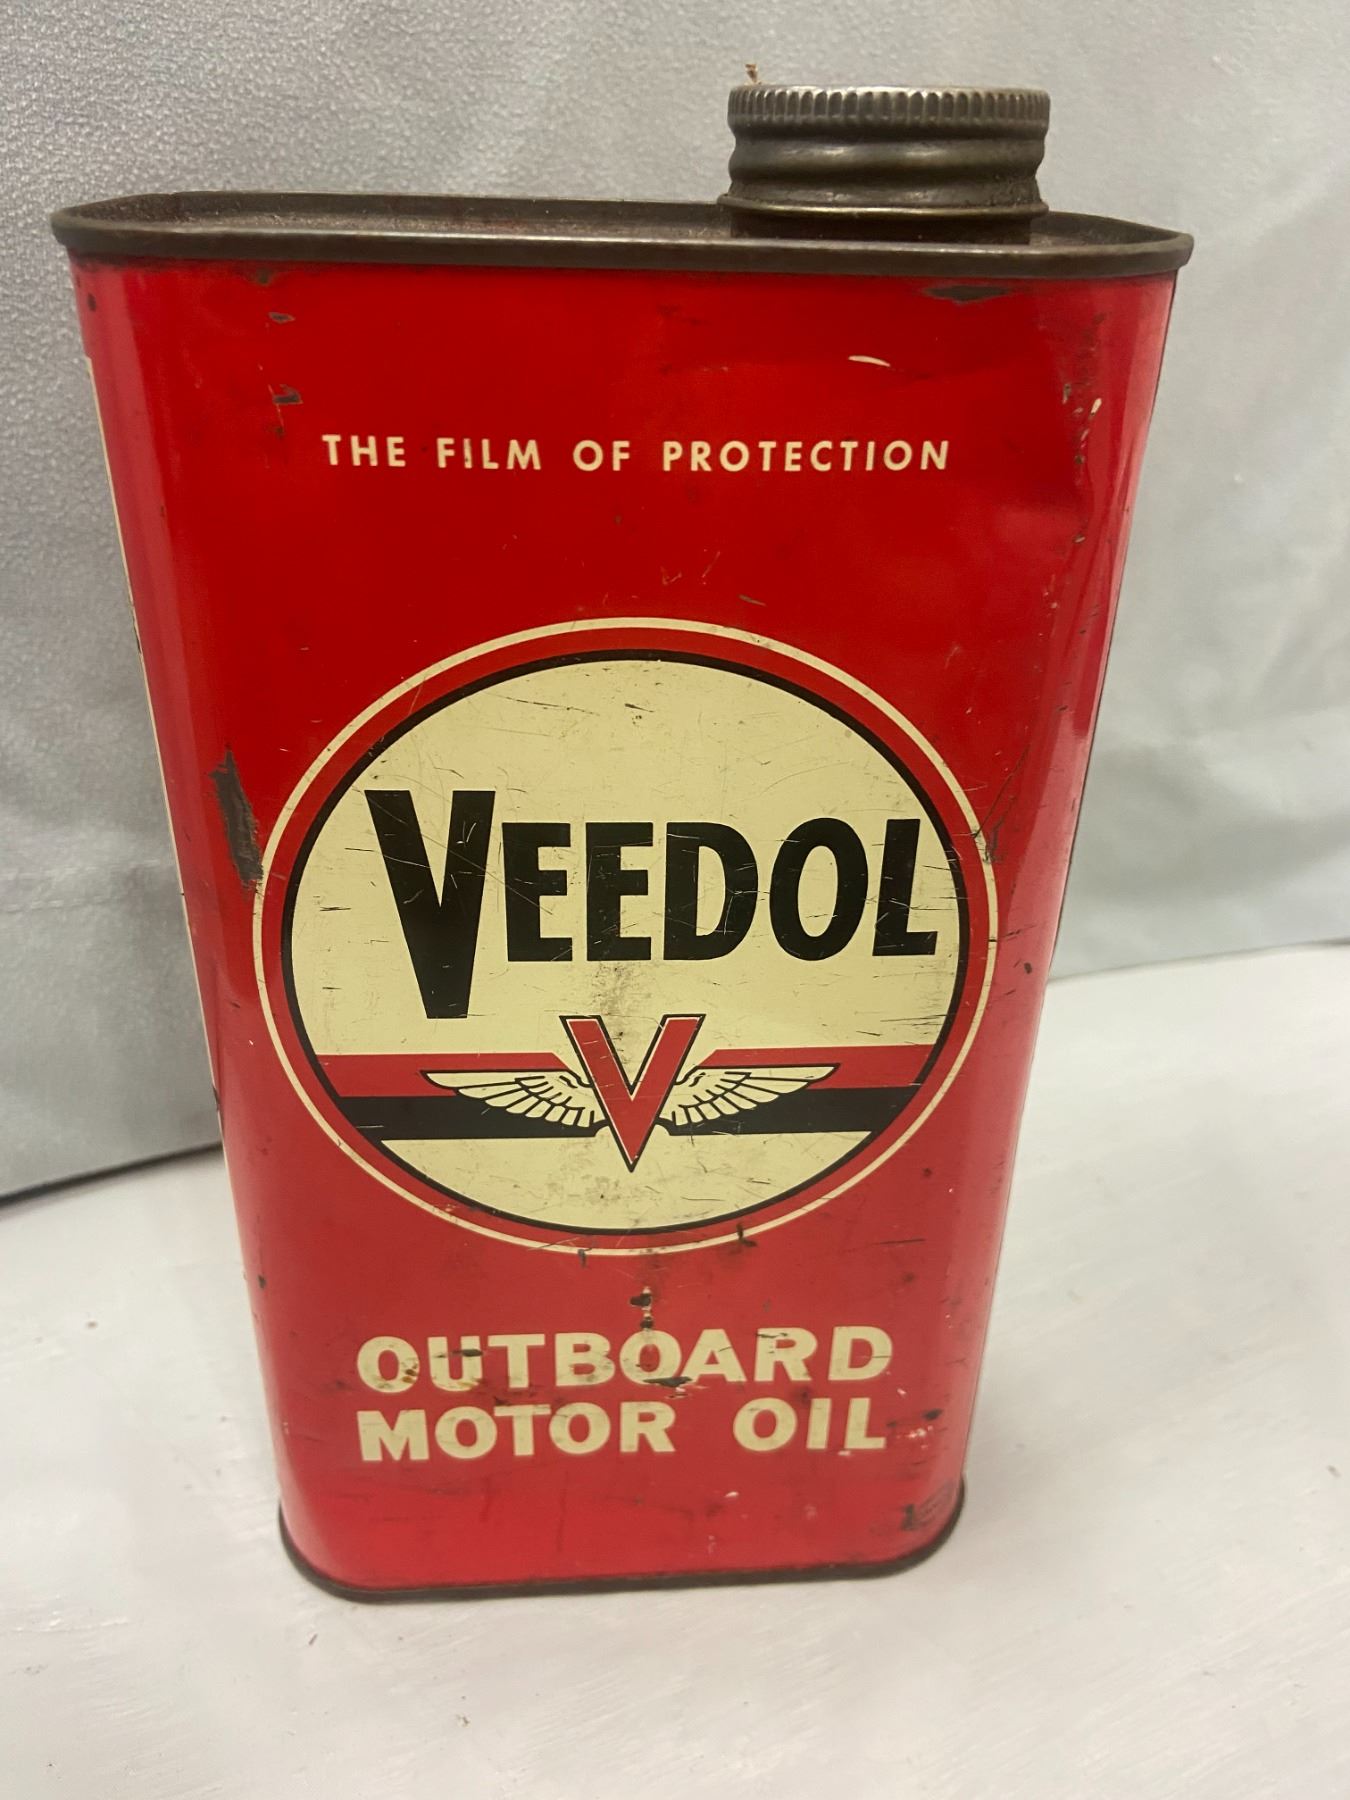 THE FILM OF PROTECTION
VEEDOL
V
OUTBOARD
MOTOR OIL